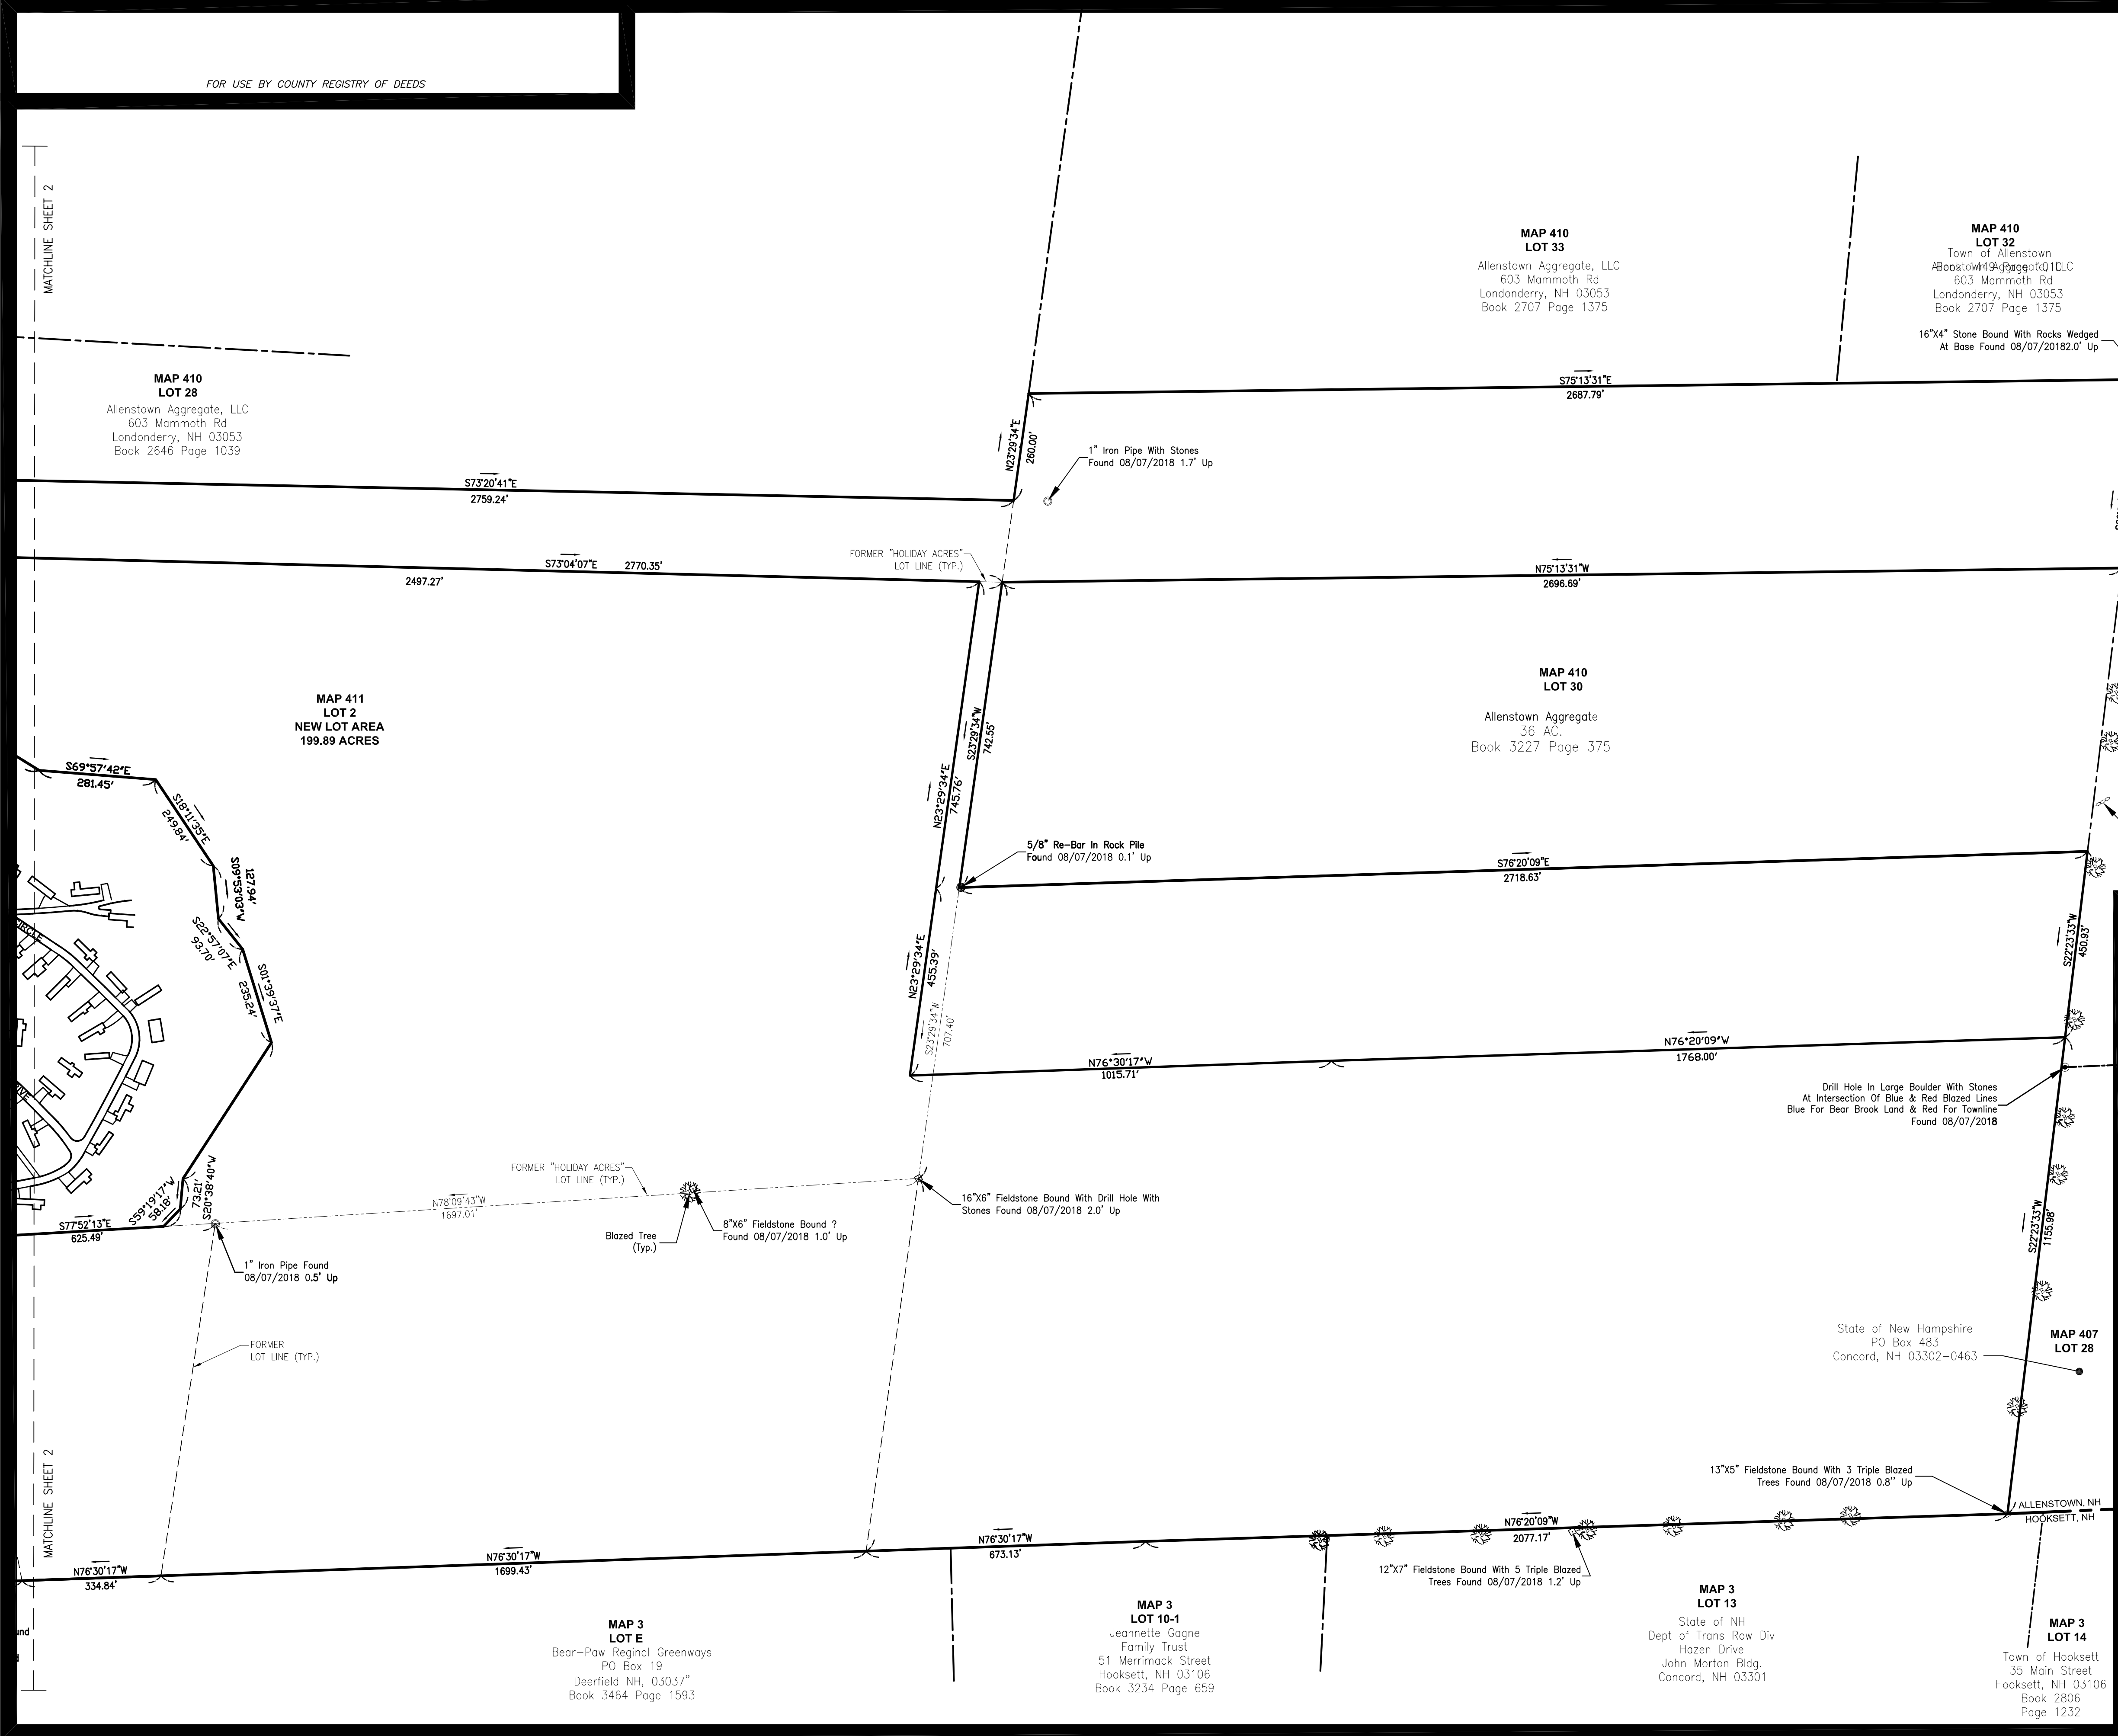 FOR USE BY COUNTY REGISTRY OF DEEDS
MATCHLINE SHEET 2
MAP 410
LOT 28
Allenstown Aggregate, LLC
603 Mammoth Rd
Londonderry, NH 03053
Book 2646 Page 1039
MAP 410
LOT 33
Allenstown Aggregate, LLC
603 Mammoth Rd
Londonderry, NH 03053
Book 2707 Page 1375
MAP 410
LOT 32
Town of Allenstown
603 Mammoth Rd
Londonderry, NH 03053
Book 2707 Page 1375
16"X4" Stone Bound With Rocks Wedged
At Base Found 08/07/20182.0' Up
S75°13'31"E
2687.79'
N23°29'34"E
260.00'
1" Iron Pipe With Stones
Found 08/07/2018 1.7' Up
S73°20'41"E
2759.24'
FORMER "HOLIDAY ACRES"
LOT LINE (TYP.)
S73°04'07"E 2770.35'
2497.27'
N75°13'31"W
2696.69'
MAP 411
LOT 2
NEW LOT AREA
199.89 ACRES
MAP 410
LOT 30
Allenstown Aggregate
36 AC.
Book 3227 Page 375
S23°29'34"W
742.55'
N23°29'34"E
745.76'
S69°57'42"E
281.45'
S18°11'35"E
249.84'
127.94'
S09°53'03"W
S22°57'07"E
93.70'
S01°39'37"E
235.24'
CIRCLE
5/8" Re-Bar In Rock Pile
Found 08/07/2018 0.1' Up
S76°20'09"E
2718.63'
S22°23'33"W
450.93'
N23°29'34"E
455.39'
S23°29'34"W
707.40'
N76°30'17"W
1015.71'
N76°20'09"W
1768.00'
Drill Hole In Large Boulder With Stones
At Intersection Of Blue & Red Blazed Lines
Blue For Bear Brook Land & Red For Townline
Found 08/07/2018
S59°19'17"W
58.18'
73.21'
S20°38'40"W
S77°52'13"E
625.49'
FORMER "HOLIDAY ACRES"
LOT LINE (TYP.)
N78°09'43"W
1697.01'
Blazed Tree
(Typ.)
8"X6" Fieldstone Bound ?
Found 08/07/2018 1.0' Up
16"X6" Fieldstone Bound With Drill Hole With
Stones Found 08/07/2018 2.0' Up
1" Iron Pipe Found
08/07/2018 0.5' Up
FORMER
LOT LINE (TYP.)
S22°23'33"W
1155.98'
State of New Hampshire
PO Box 483
Concord, NH 03302-0463
MAP 407
LOT 28
MATCHLINE SHEET 2
13"X5" Fieldstone Bound With 3 Triple Blazed
Trees Found 08/07/2018 0.8'' Up
ALLENSTOWN, NH
HOOKSETT, NH
N76°30'17"W
334.84'
N76°30'17"W
1699.43'
N76°30'17"W
673.13'
N76°20'09"W
2077.17'
12"X7" Fieldstone Bound With 5 Triple Blazed
Trees Found 08/07/2018 1.2' Up
MAP 3
LOT E
Bear-Paw Reginal Greenways
PO Box 19
Deerfield NH, 03037"
Book 3464 Page 1593
MAP 3
LOT 10-1
Jeannette Gagne
Family Trust
51 Merrimack Street
Hooksett, NH 03106
Book 3234 Page 659
MAP 3
LOT 13
State of NH
Dept of Trans Row Div
Hazen Drive
John Morton Bldg.
Concord, NH 03301
MAP 3
LOT 14
Town of Hooksett
35 Main Street
Hooksett, NH 03106
Book 2806
Page 1232